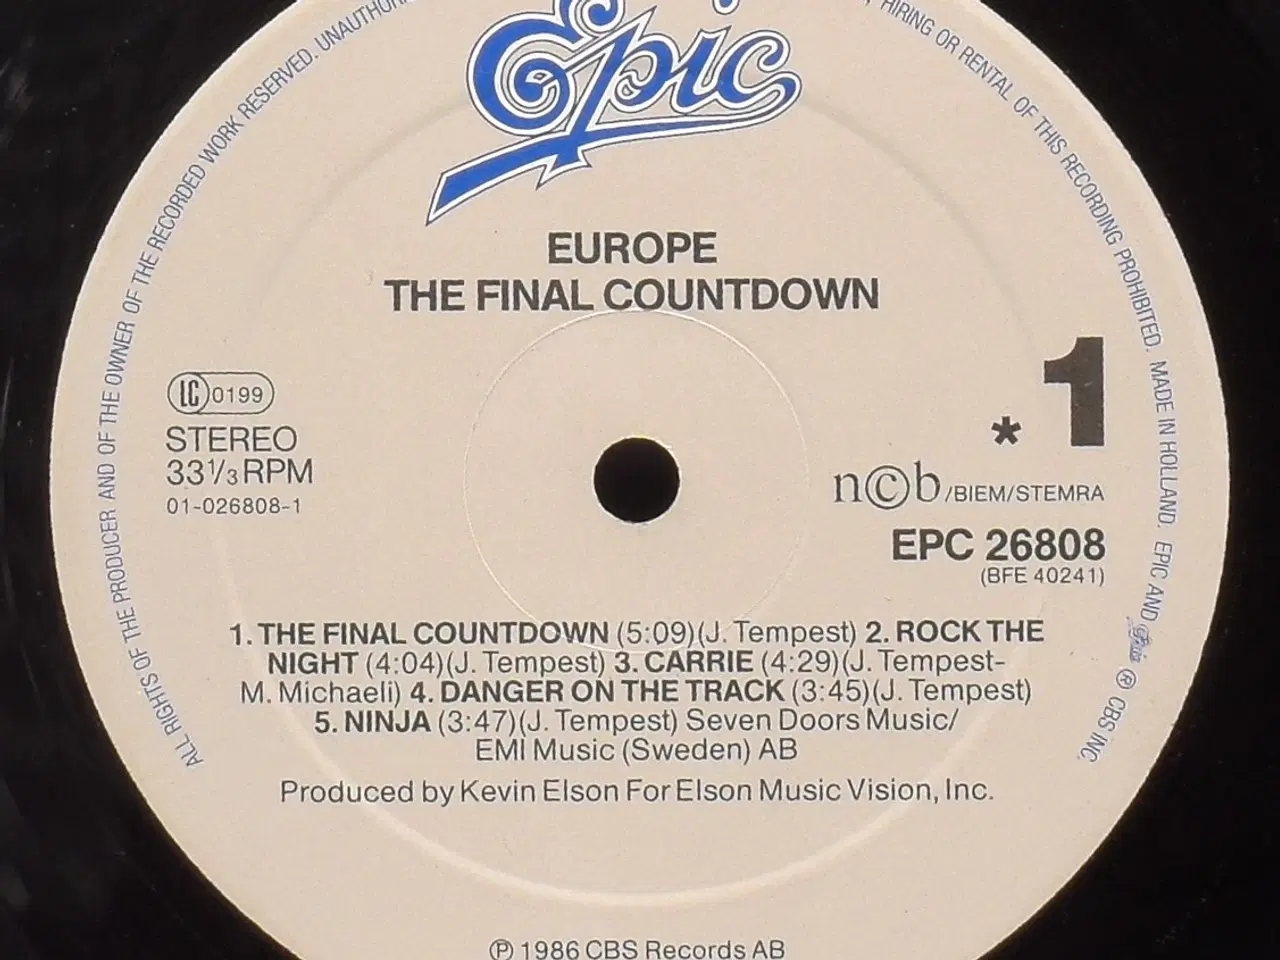 Epic
EUROPE
THE FINAL COUNTDOWN
LC 0199
STEREO
33 1/3 RPM
01-026808-1
1
*
n©b/BIEM/STEMRA
EPC 26808
(BFE 40241)
1. THE FINAL COUNTDOWN (5:09)(J. Tempest) 2. ROCK THE
NIGHT (4:04)(J. Tempest) 3. CARRIE (4:29)(J. Tempest-
M. Michaeli) 4. DANGER ON THE TRACK (3:45)(J. Tempest)
5. NINJA (3:47)(J. Tempest) Seven Doors Music/
EMI Music (Sweden) AB
Produced by Kevin Elson For Elson Music Vision, Inc.
℗ 1986 CBS Records AB
ALL RIGHTS OF THE PRODUCER AND OF THE OWNER OF THE RECORDED WORK RESERVED. HIRING OR RENTAL OF THIS RECORDING PROHIBITED. MADE IN HOLLAND. EPIC AND Epic ® CBS INC.